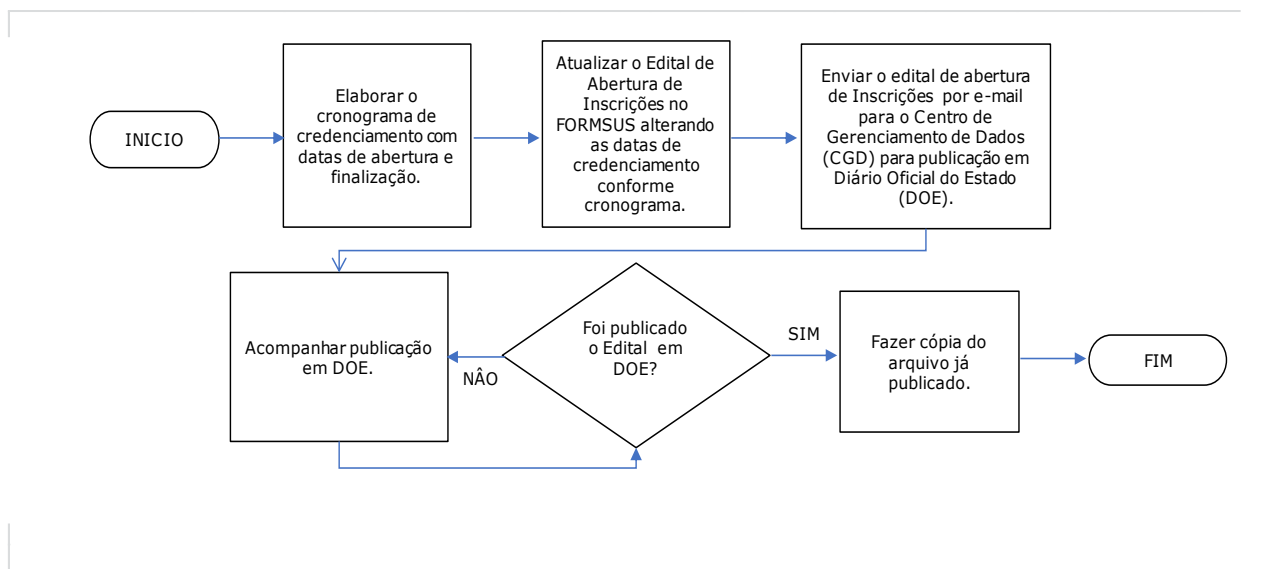 INICIO
Elaborar o
cronograma de
credenciamento com
datas de abertura e
finalização.
Atualizar o Edital de
Abertura de
Inscrições no
FORMSUS alterando
as datas de
credenciamento
conforme
cronograma.
Enviar o edital de abertura
de Inscrições por e-mail
para o Centro de
Gerenciamento de Dados
(CGD) para publicação em
Diário Oficial do Estado
(DOE).
Acompanhar publicação
em DOE.
NÂO
Foi publicado
o Edital em
DOE?
SIM
Fazer cópia do
arquivo já
publicado.
FIM